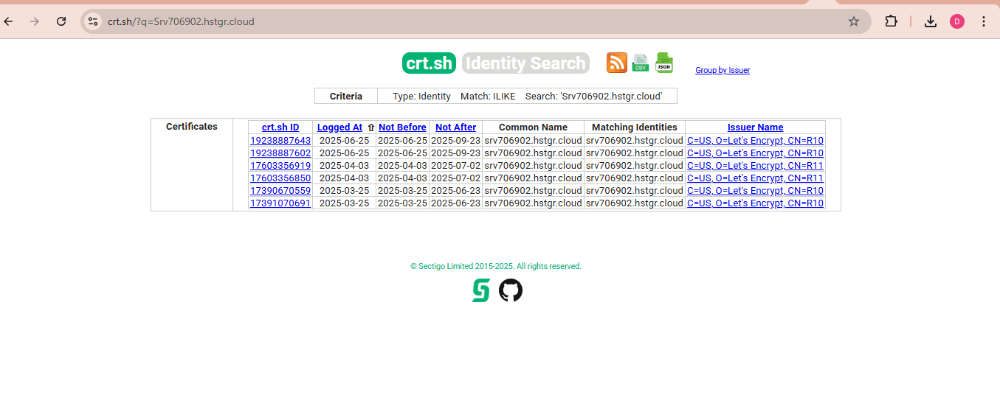 crt.sh/?q=Srv706902.hstgr.cloud
D
crt.sh Identity Search CSV JSON Group by Issuer
Criteria Type: Identity Match: ILIKE Search: 'Srv706902.hstgr.cloud'
Certificates crt.sh ID Logged At ⇧ Not Before Not After Common Name Matching Identities Issuer Name
19238887643 2025-06-25 2025-06-25 2025-09-23 srv706902.hstgr.cloud srv706902.hstgr.cloud C=US, O=Let's Encrypt, CN=R10
19238887602 2025-06-25 2025-06-25 2025-09-23 srv706902.hstgr.cloud srv706902.hstgr.cloud C=US, O=Let's Encrypt, CN=R10
17603356919 2025-04-03 2025-04-03 2025-07-02 srv706902.hstgr.cloud srv706902.hstgr.cloud C=US, O=Let's Encrypt, CN=R11
17603356850 2025-04-03 2025-04-03 2025-07-02 srv706902.hstgr.cloud srv706902.hstgr.cloud C=US, O=Let's Encrypt, CN=R11
17390670559 2025-03-25 2025-03-25 2025-06-23 srv706902.hstgr.cloud srv706902.hstgr.cloud C=US, O=Let's Encrypt, CN=R10
17391070691 2025-03-25 2025-03-25 2025-06-23 srv706902.hstgr.cloud srv706902.hstgr.cloud C=US, O=Let's Encrypt, CN=R10
© Sectigo Limited 2015-2025. All rights reserved.